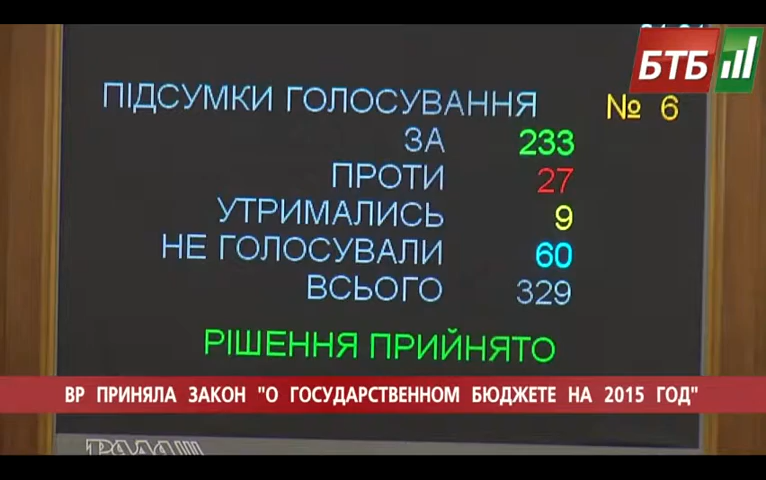 БТБ
ПІДСУМКИ ГОЛОСУВАННЯ № 6
ЗА 233
ПРОТИ 27
УТРИМАЛИСЬ 9
НЕ ГОЛОСУВАЛИ 60
ВСЬОГО 329
РІШЕННЯ ПРИЙНЯТО
ВР ПРИНЯЛА ЗАКОН "О ГОСУДАРСТВЕННОМ БЮДЖЕТЕ НА 2015 ГОД"